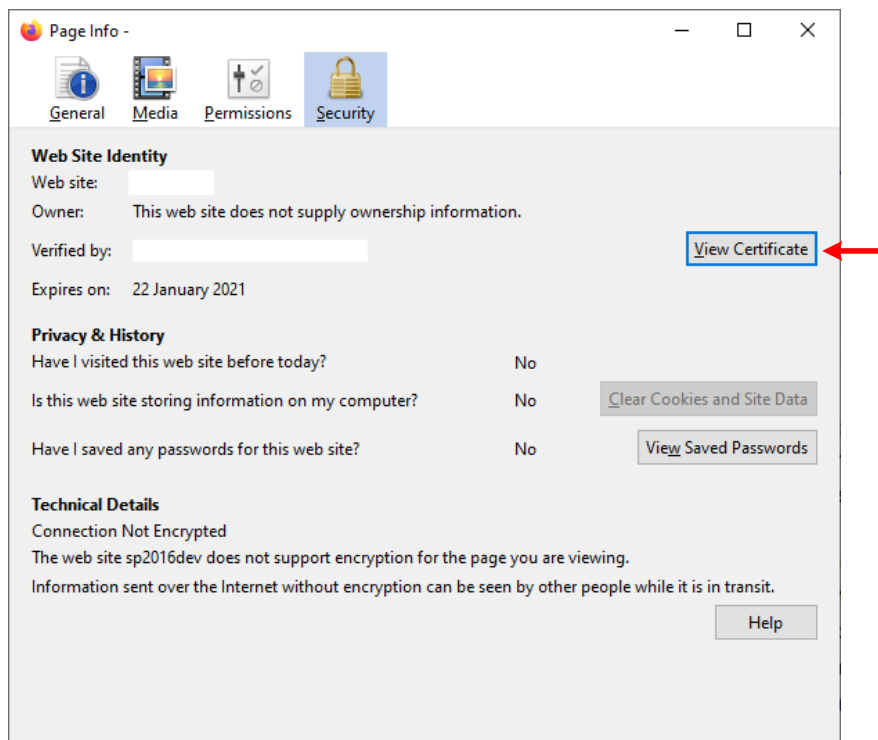 Page Info -
General Media Permissions Security
Web Site Identity
Web site:
Owner: This web site does not supply ownership information.
Verified by: View Certificate
Expires on: 22 January 2021
Privacy & History
Have I visited this web site before today? No
Is this web site storing information on my computer? No Clear Cookies and Site Data
Have I saved any passwords for this web site? No View Saved Passwords
Technical Details
Connection Not Encrypted
The web site sp2016dev does not support encryption for the page you are viewing.
Information sent over the Internet without encryption can be seen by other people while it is in transit.
Help